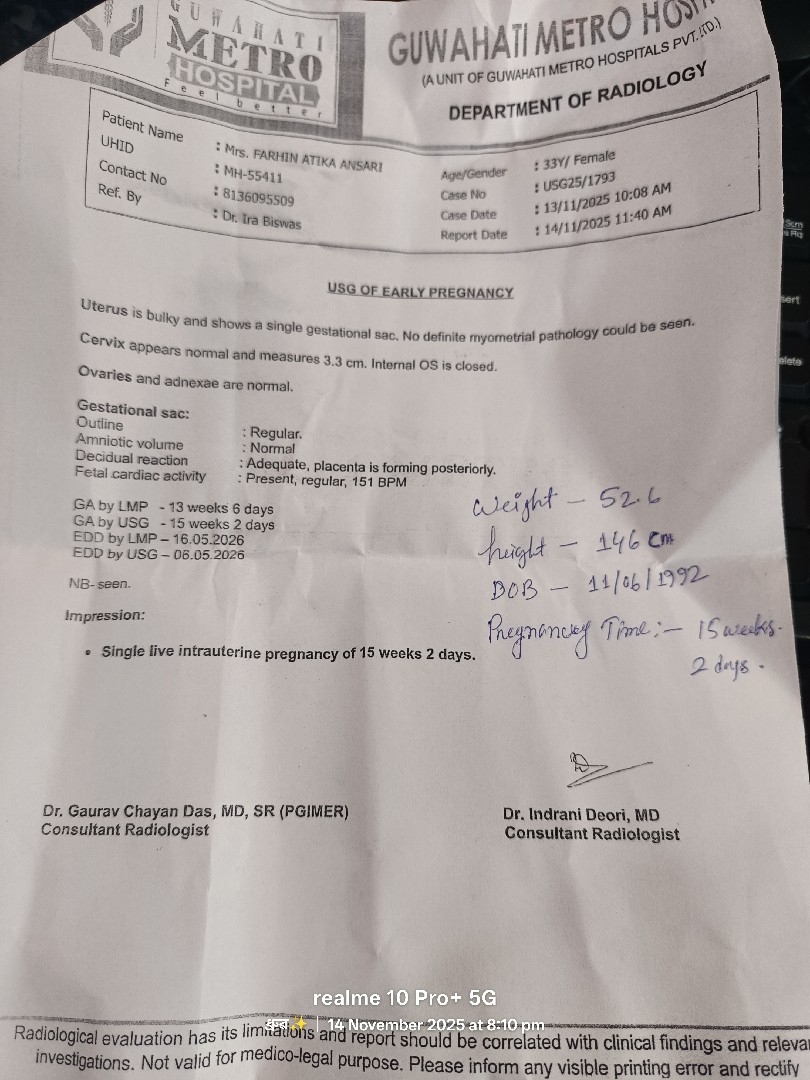 GUWAHATI
METRO
HOSPITAL
Feel better
GUWAHATI METRO
(A UNIT OF GUWAHATI METRO HOSPITALS PVT.LTD.)
DEPARTMENT OF RADIOLOGY
Patient Name : Mrs. FARHIN ATIKA ANSARI
UHID : MH-55411
Contact No : 8136095509
Ref. By : Dr. Ira Biswas
Age/Gender : 33Y/ Female
Case No : USG25/1793
Case Date : 13/11/2025 10:08 AM
Report Date : 14/11/2025 11:40 AM
USG OF EARLY PREGNANCY
Uterus is bulky and shows a single gestational sac. No definite myometrial pathology could be seen.
Cervix appears normal and measures 3.3 cm. Internal OS is closed.
Ovaries and adnexae are normal.
Gestational sac:
Outline : Regular.
Amniotic volume : Normal
Decidual reaction : Adequate, placenta is forming posteriorly.
Fetal cardiac activity : Present, regular, 151 BPM
GA by LMP - 13 weeks 6 days
GA by USG - 15 weeks 2 days
EDD by LMP – 16.05.2026
EDD by USG – 06.05.2026
NB- seen.
Weight – 52.6
height – 146 cm
DOB – 11/06/1992
Pregnancy Time:– 15 weeks.
2 days.
Impression:
• Single live intrauterine pregnancy of 15 weeks 2 days.
Dr. Gaurav Chayan Das, MD, SR (PGIMER)
Consultant Radiologist
Dr. Indrani Deori, MD
Consultant Radiologist
realme 10 Pro+ 5G
14 November 2025 at 8:10 pm
Radiological evaluation has its limitations and report should be correlated with clinical findings and
investigations. Not valid for medico-legal purpose. Please inform any visible printing error and rectify